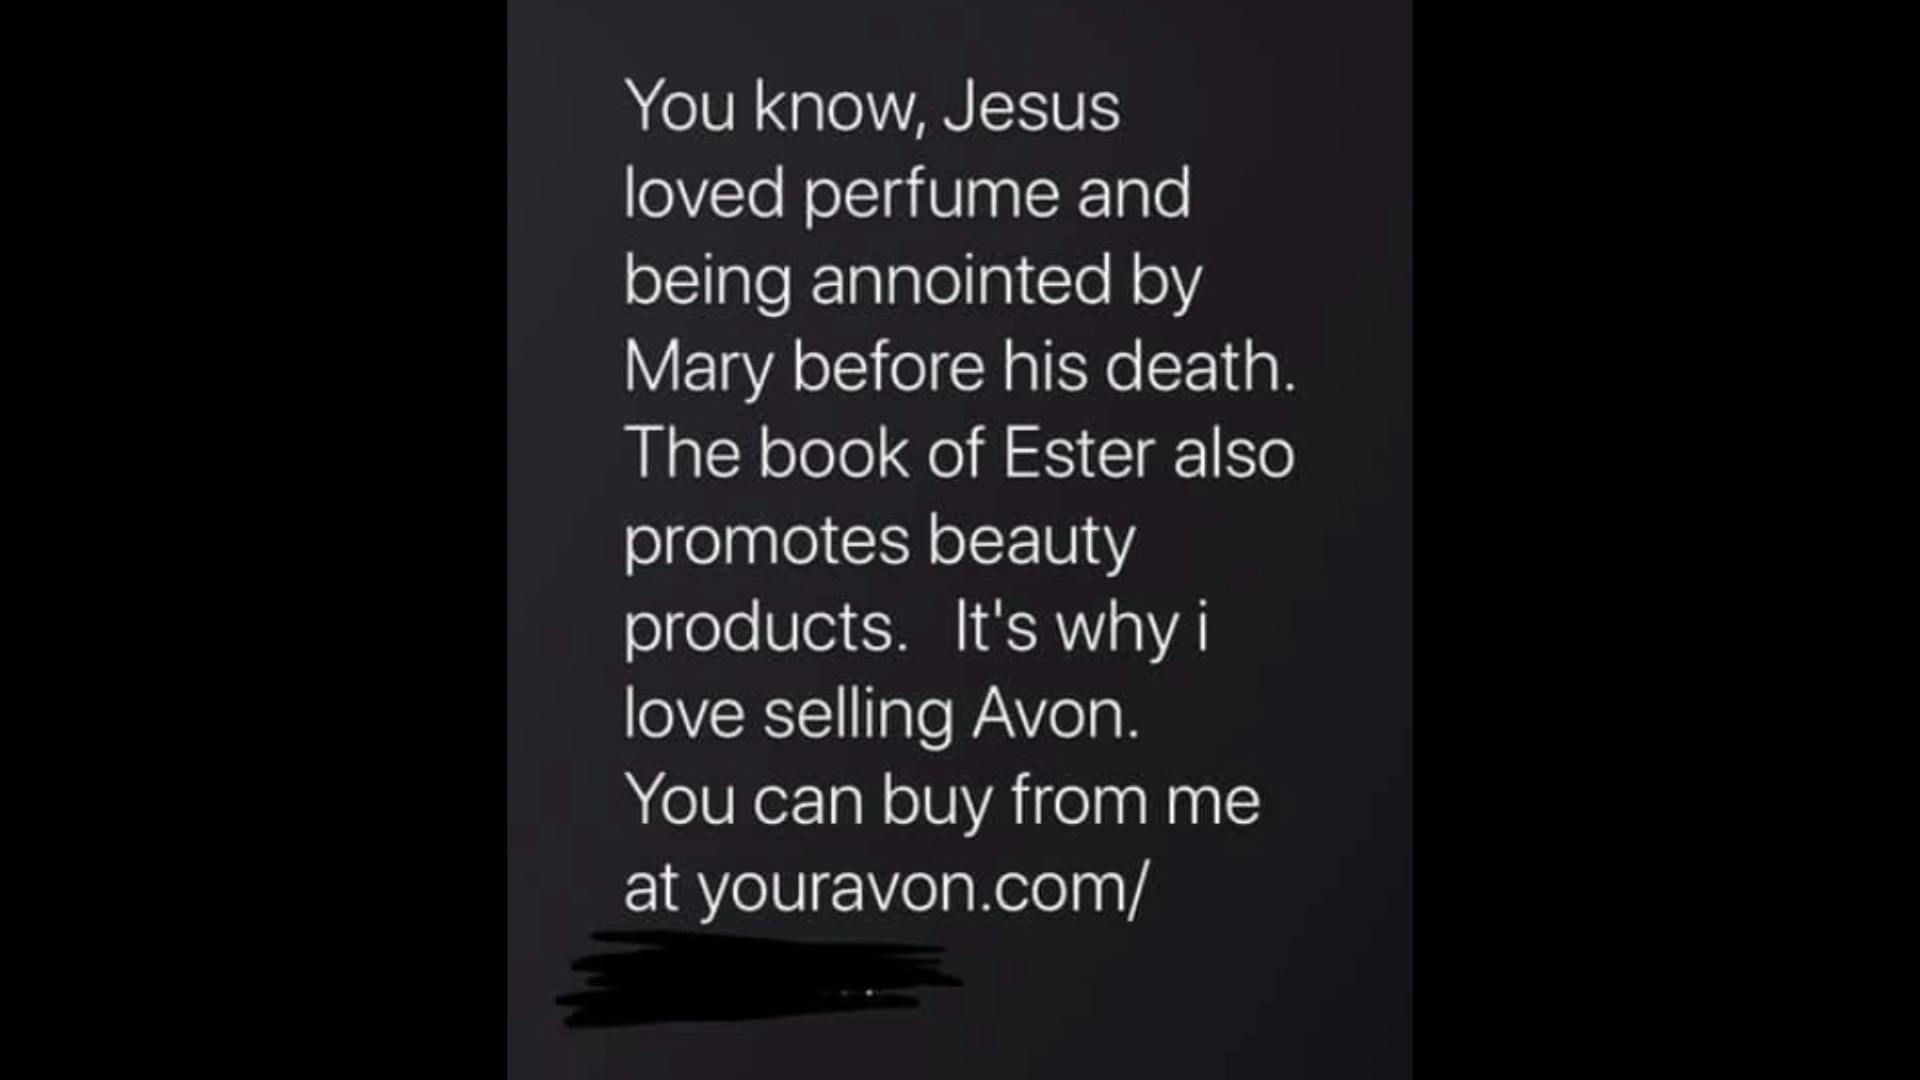 You know, Jesus
loved perfume and
being annointed by
Mary before his death.
The book of Ester also
promotes beauty
products.   It's why i
love selling Avon.
You can buy from me
at youravon.com/